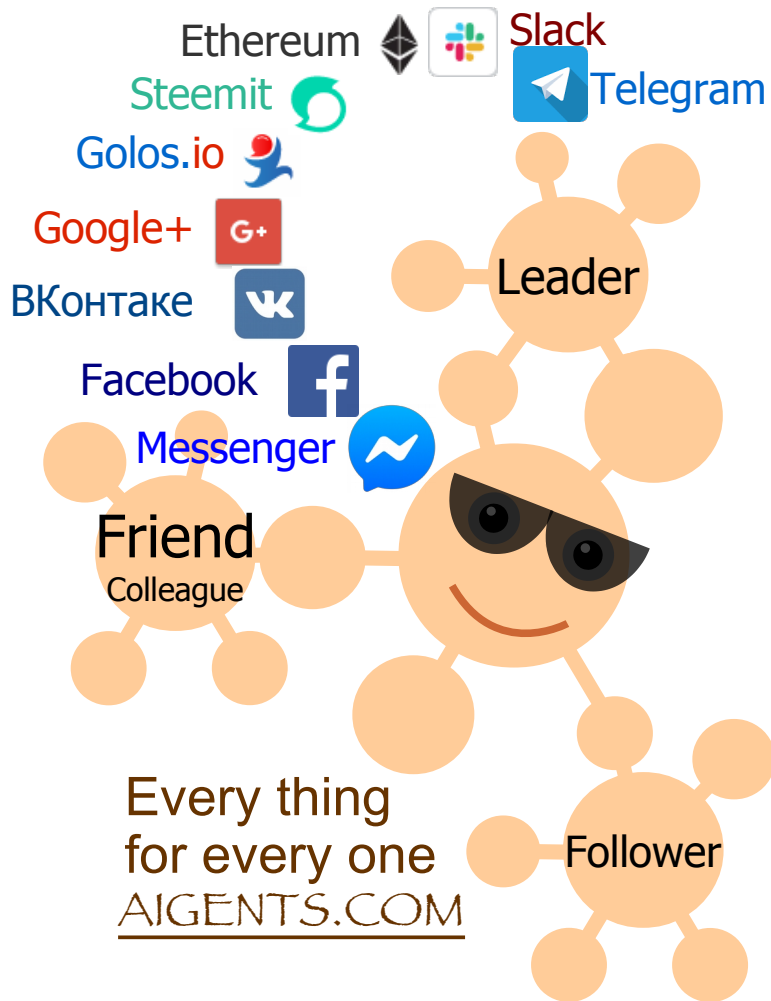 Ethereum
Slack
Steemit
Telegram
Golos.io
Google+
G+
ВКонтаке
Facebook
f
Messenger
Leader
Friend
Colleague
Every thing
for every one
AIGENTS.COM
Follower